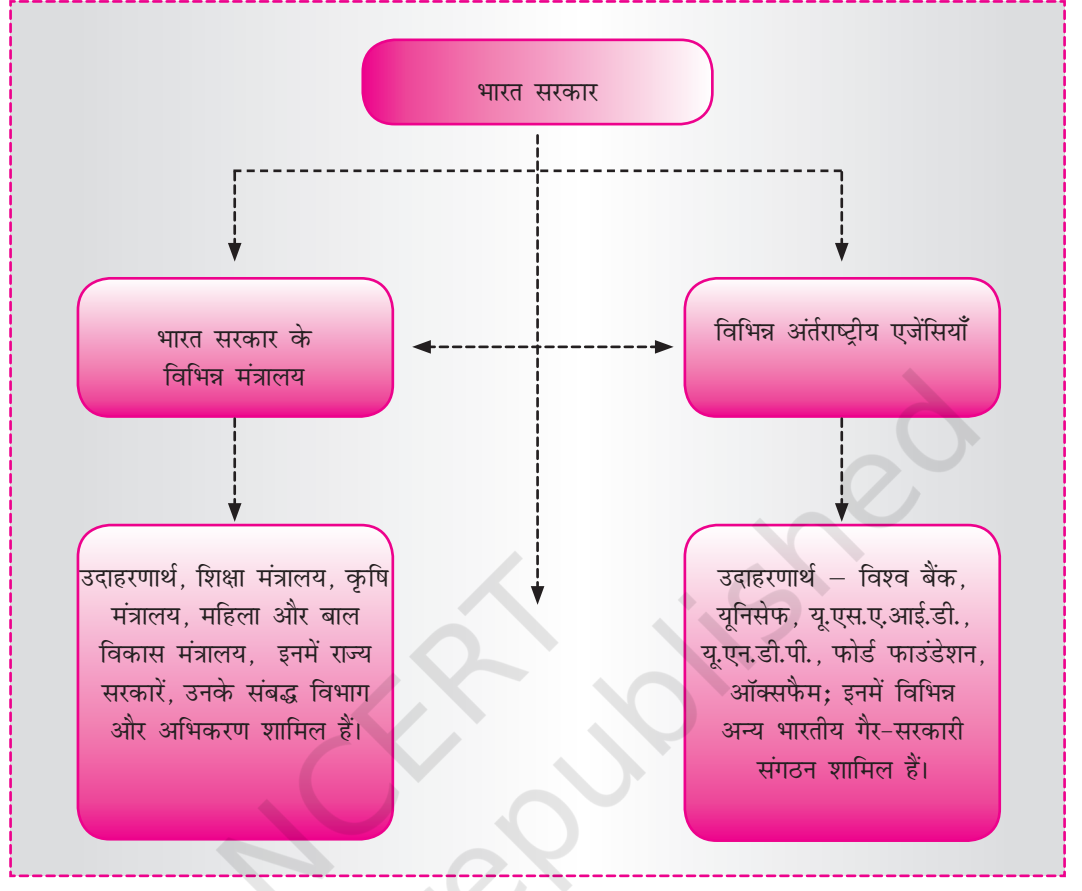 भारत सरकार
भारत सरकार के
विभिन्न मंत्रालय
विभिन्न अंर्तराष्ट्रीय एजेंसियाँ
उदाहरणार्थ, शिक्षा मंत्रालय, कृषि
मंत्रालय, महिला और बाल
विकास मंत्रालय, इनमें राज्य
सरकारें, उनके संबद्ध विभाग
और अभिकरण शामिल हैं।
उदाहरणार्थ – विश्व बैंक,
यूनिसेफ, यू.एस.ए.आई.डी.,
यू.एन.डी.पी., फोर्ड फाउंडेशन,
ऑक्सफैम; इनमें विभिन्न
अन्य भारतीय गैर-सरकारी
संगठन शामिल हैं।
NCERT
republished